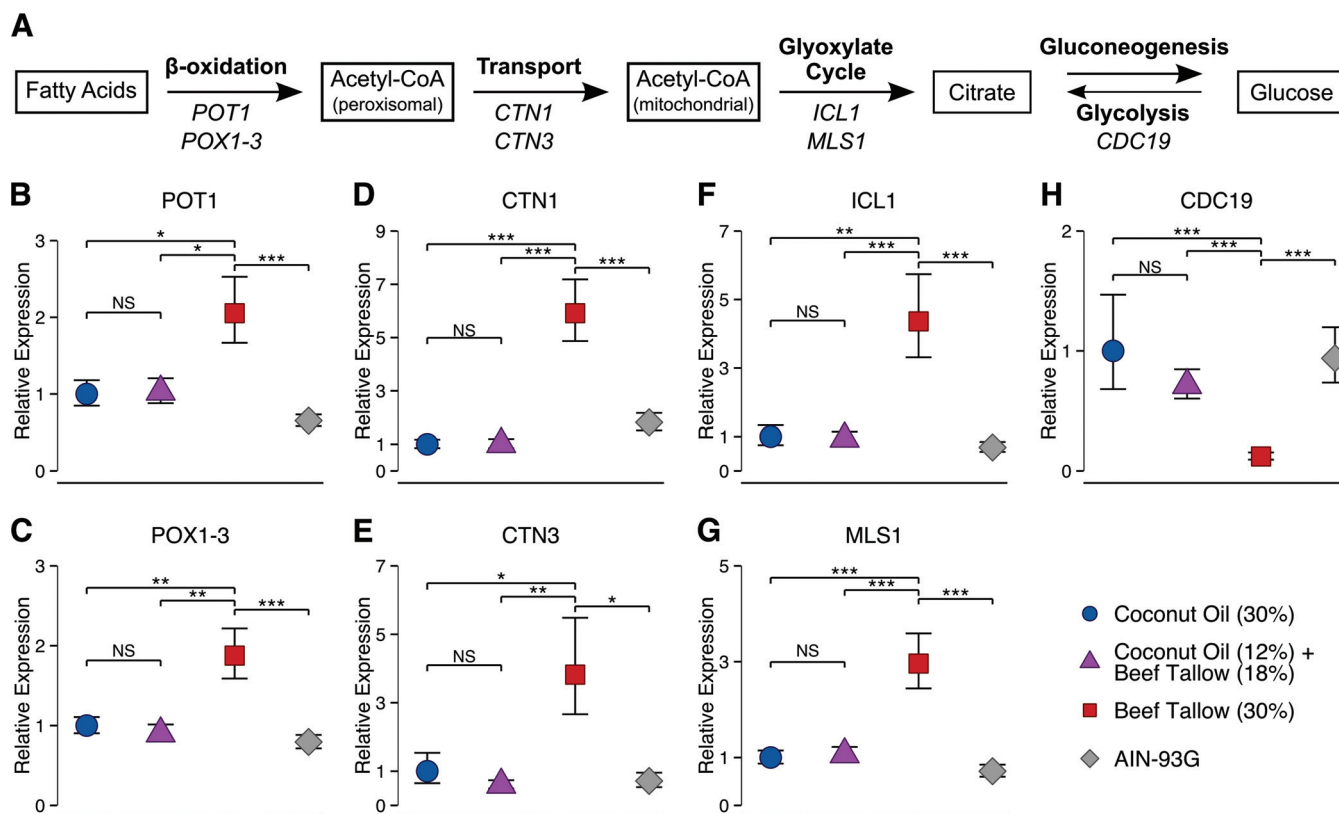 A
Fatty Acids
β-oxidation
POT1
POX1-3
Acetyl-CoA
(peroxisomal)
Transport
CTN1
CTN3
Acetyl-CoA
(mitochondrial)
Glyoxylate
Cycle
ICL1
MLS1
Citrate
Gluconeogenesis
Glycolysis
CDC19
Glucose
B
POT1
Relative Expression
3
2
1
0
*
*
***
NS
D
CTN1
Relative Expression
9
7
5
3
1
0
***
***
***
NS
F
ICL1
Relative Expression
7
5
3
1
0
**
***
***
NS
H
CDC19
Relative Expression
2
1
0
***
***
***
NS
C
POX1-3
Relative Expression
3
2
1
0
**
**
***
NS
E
CTN3
Relative Expression
7
5
3
1
0
*
**
*
NS
G
MLS1
Relative Expression
5
3
1
0
***
***
***
NS
Coconut Oil (30%)
Coconut Oil (12%) +
Beef Tallow (18%)
Beef Tallow (30%)
AIN-93G